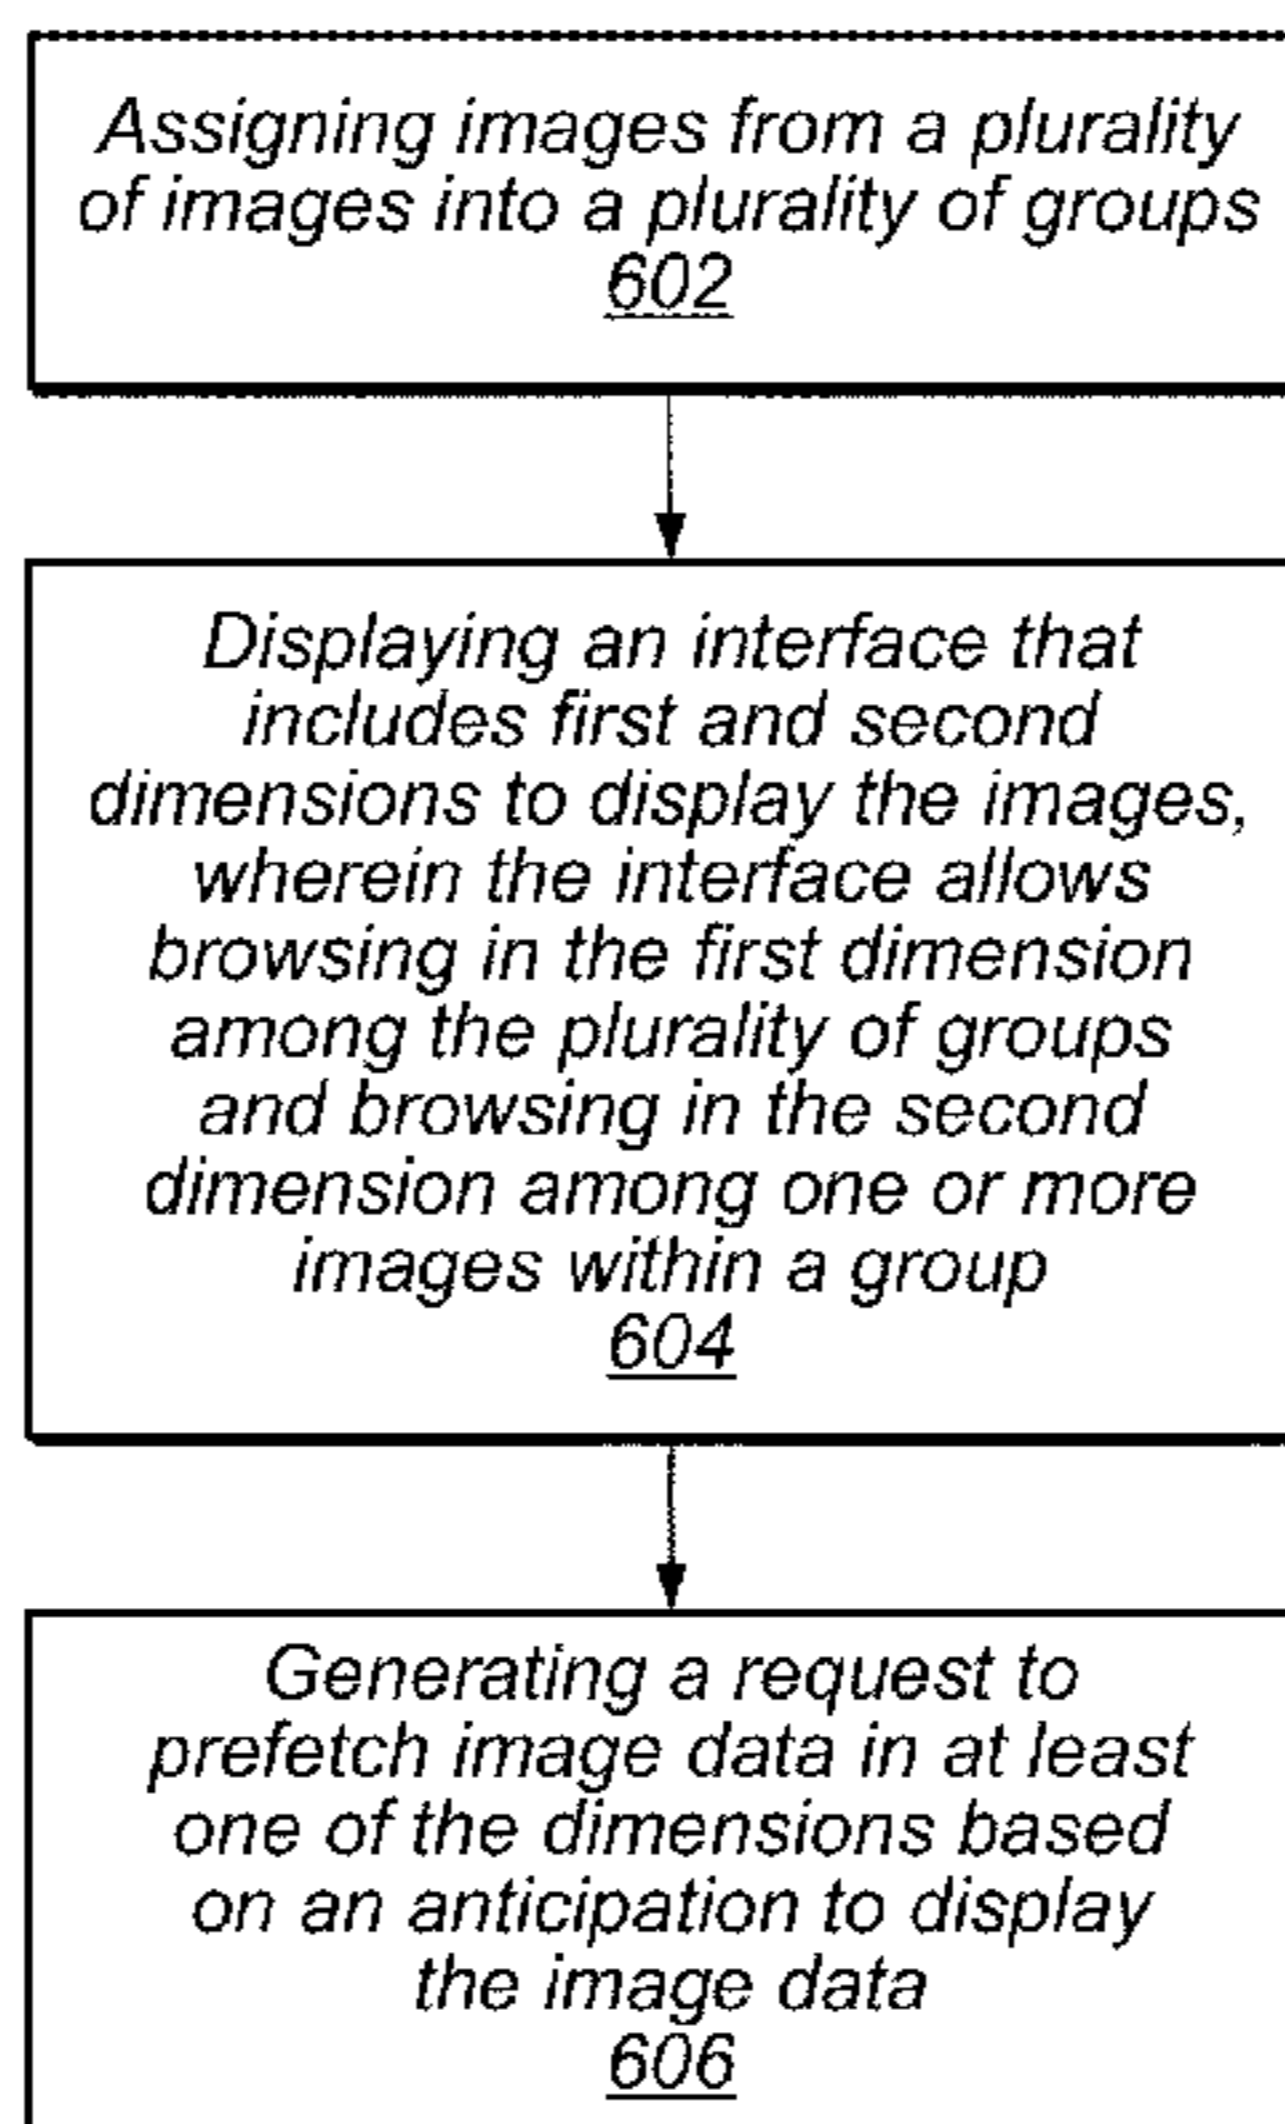 Assigning images from a plurality
of images into a plurality of groups
602
Displaying an interface that
includes first and second
dimensions to display the images,
wherein the interface allows
browsing in the first dimension
among the plurality of groups
and browsing in the second
dimension among one or more
images within a group
604
Generating a request to
prefetch image data in at least
one of the dimensions based
on an anticipation to display
the image data
606